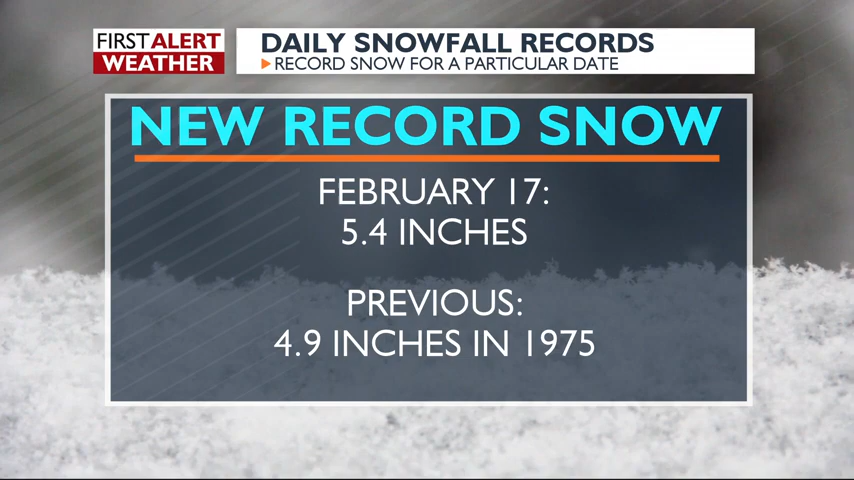 FIRST ALERT
WEATHER
DAILY SNOWFALL RECORDS
RECORD SNOW FOR A PARTICULAR DATE
NEW RECORD SNOW
FEBRUARY 17:
5.4 INCHES
PREVIOUS:
4.9 INCHES IN 1975